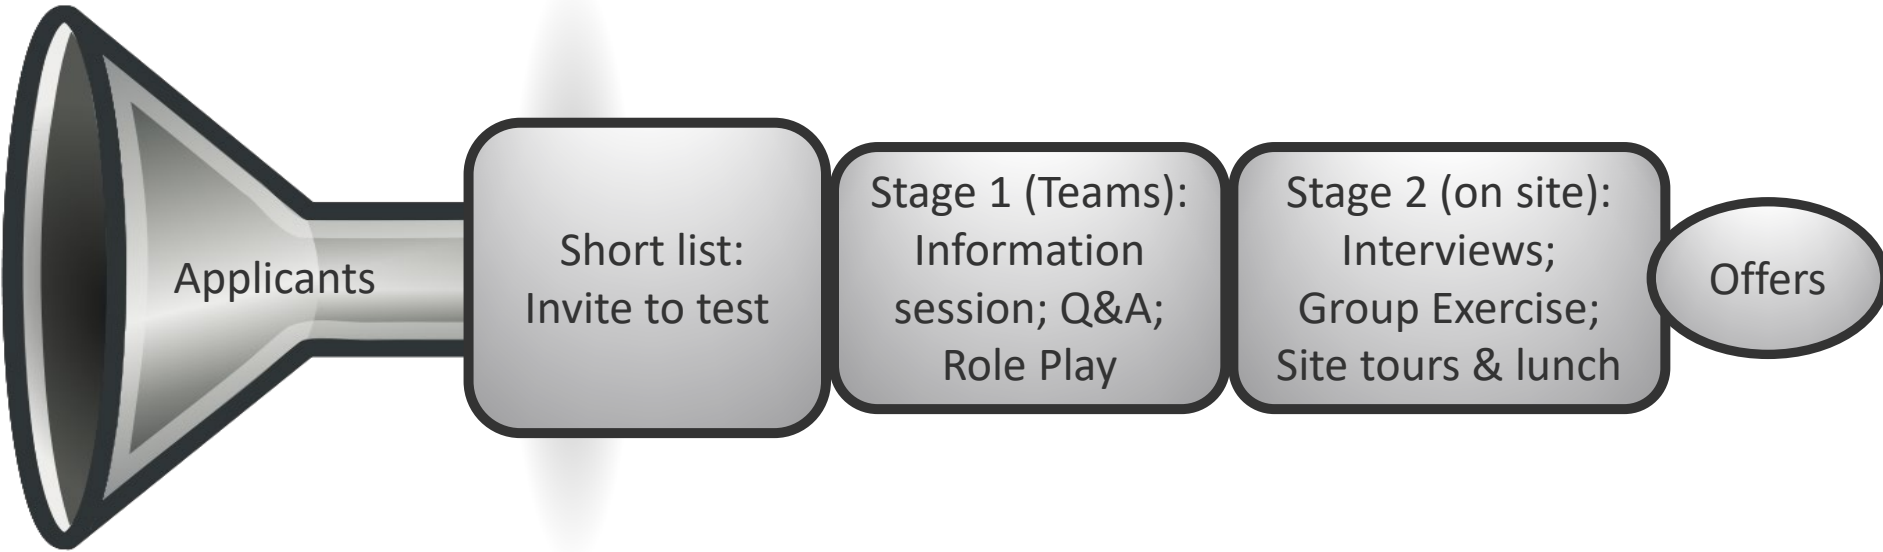 Applicants
Short list:
Invite to test
Stage 1 (Teams):
Information
session; Q&A;
Role Play
Stage 2 (on site):
Interviews;
Group Exercise;
Site tours & lunch
Offers